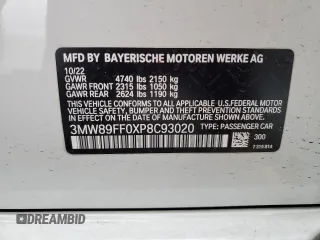 MFD BY BAYERISCHE MOTOREN WERKE AG
10/22
GVWR 4740 lbs 2150 kg
GAWR FRONT 2315 lbs 1050 kg
GAWR REAR 2624 lbs 1190 kg
THIS VEHICLE CONFORMS TO ALL APPLICABLE
FEDERAL MOTOR VEHICLE SAFETY, BUMPER, AND
THEFT PREVENTION STANDARDS IN EFFECT ON
THE DATE OF MANUFACTURE SHOWN ABOVE.
3MW89FF0XP8C93020 TYPE: PASSENGER CAR
300
©AutoBidMaster